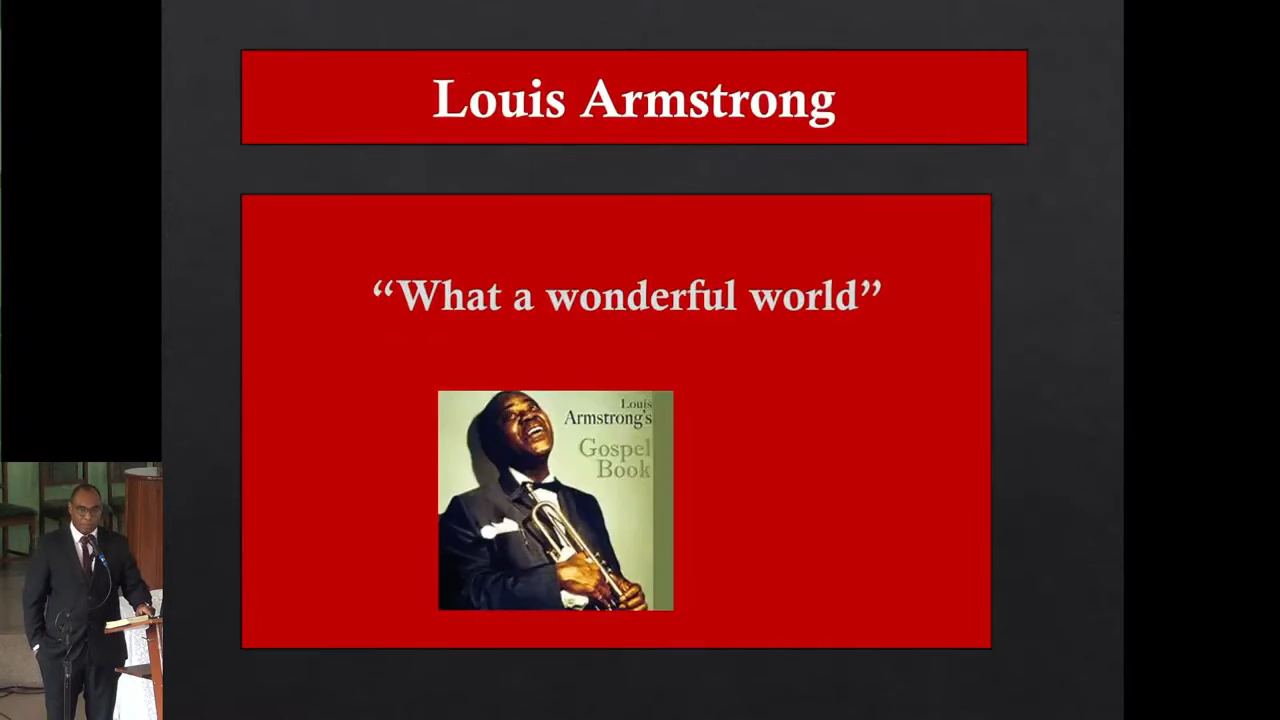 Louis Armstrong
“What a wonderful world”
Louis
Armstrong's
Gospel
Book